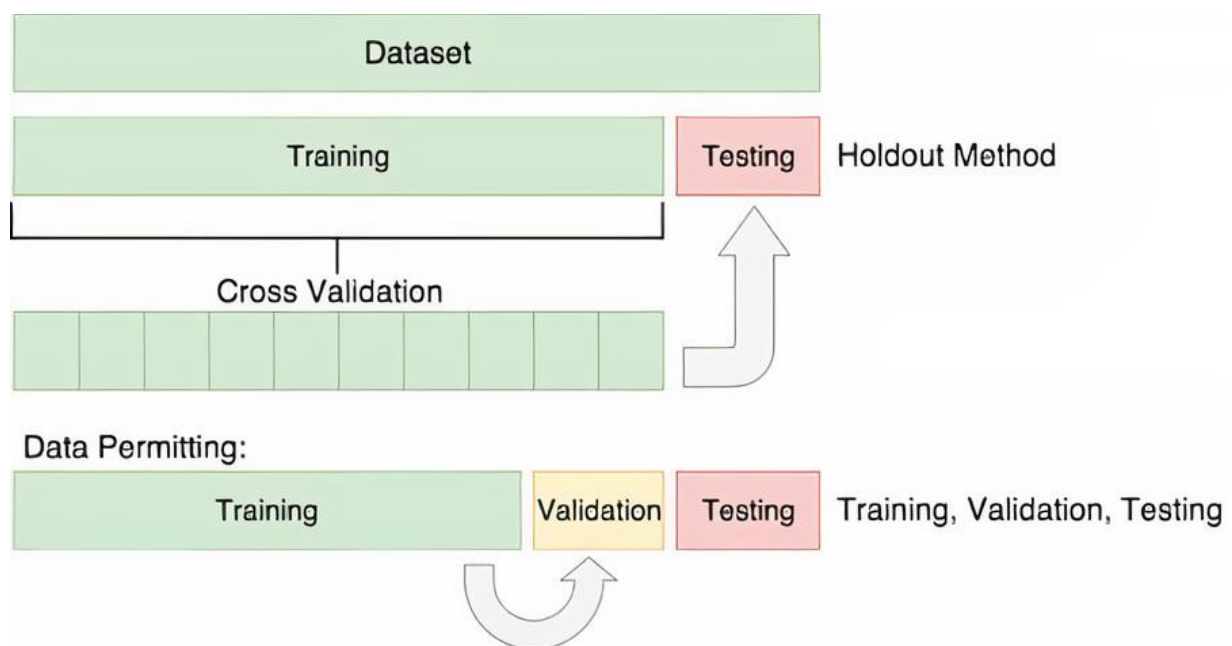 Dataset
Training
Testing
Holdout Method
Cross Validation
Data Permitting:
Training
Validation
Testing
Training, Validation, Testing